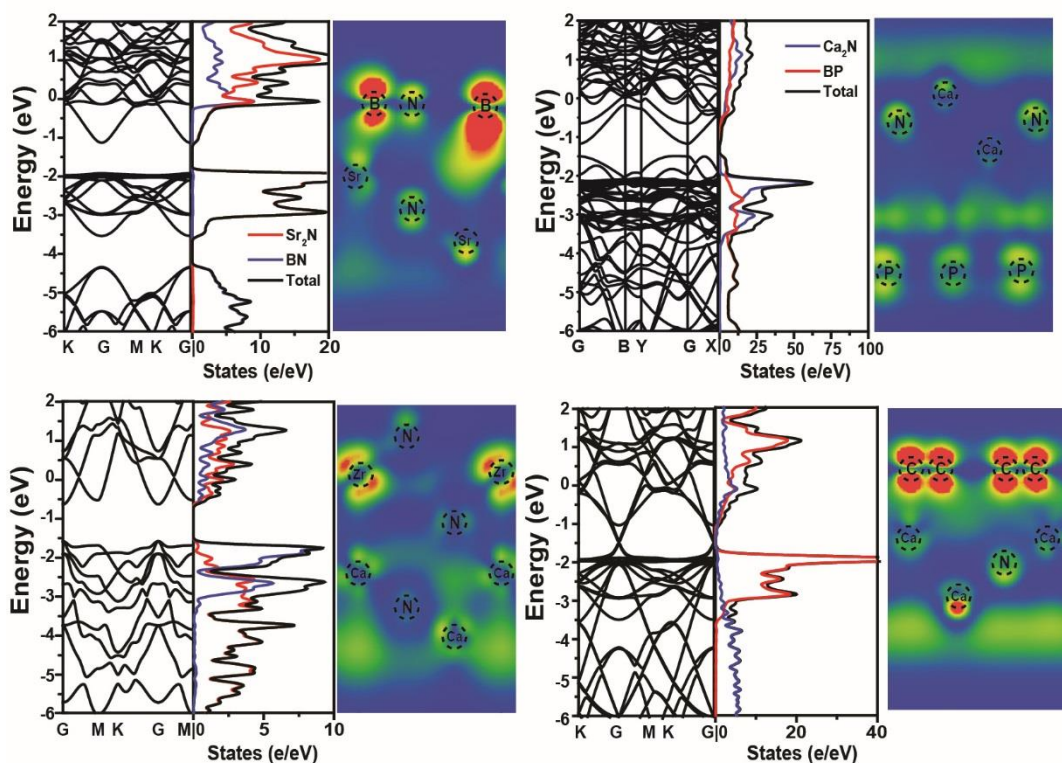 2
1
0
-1
-2
-3
-4
-5
-6
Energy (eV)
Sr₂N
BN
Total
K G M K G 0 10 20
States (e/eV)
B N B
Sr
N
Sr
2
1
0
-1
-2
-3
-4
-5
-6
Energy (eV)
Ca₂N
BP
Total
G B Y G X 0 25 50 75 100
States (e/eV)
Ca
N N
Ca
P P P
2
1
0
-1
-2
-3
-4
-5
-6
Energy (eV)
G M K G M 0 5 10
States (e/eV)
N
Zr Zr
N
Ca Ca
N
Ca
2
1
0
-1
-2
-3
-4
-5
-6
Energy (eV)
K G M K G 0 20 40
States (e/eV)
C C C C
Ca Ca
N
Ca